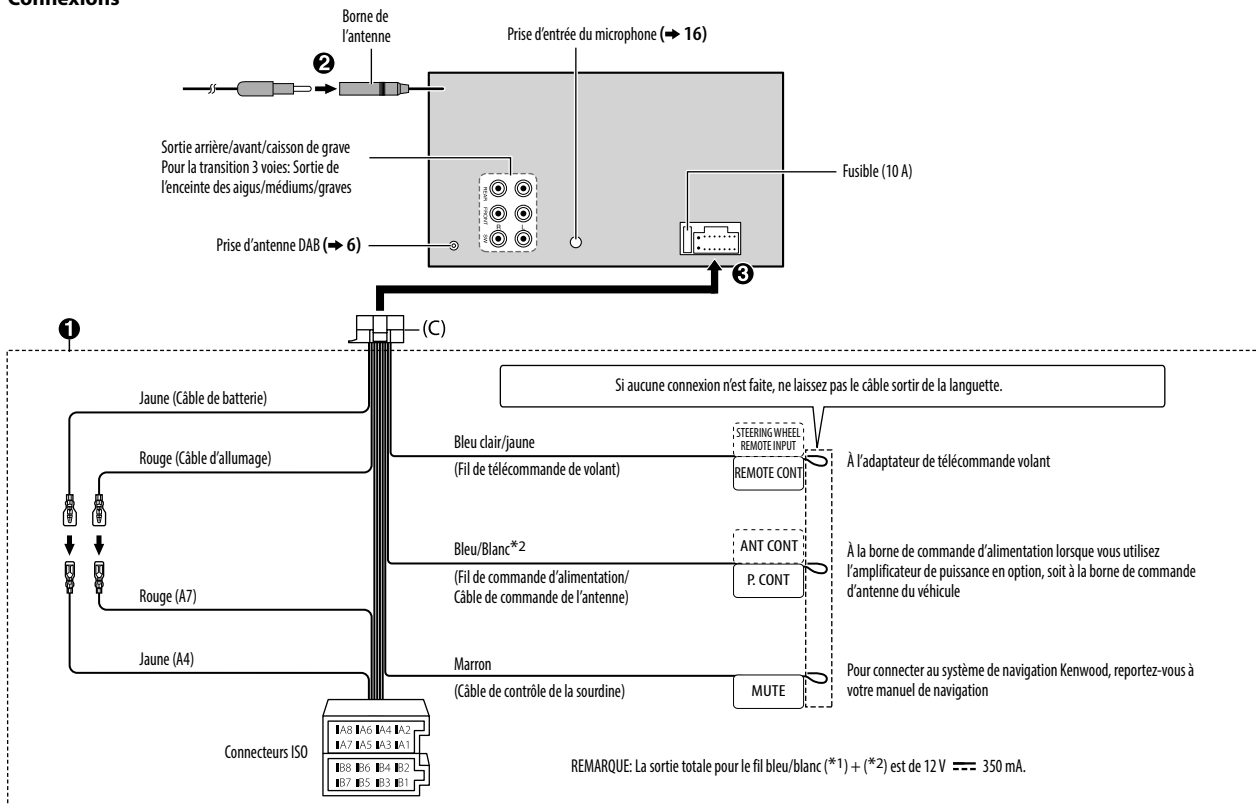 Connexions
Borne de
l'antenne
Prise d'entrée du microphone (➜ 16)
❷
Sortie arrière/avant/caisson de grave
Pour la transition 3 voies: Sortie de
l'enceinte des aigus/médiums/graves
Fusible (10 A)
REAR
FRONT
SW
R
L
Prise d'antenne DAB (➜ 6)
❸
❶
(C)
Si aucune connexion n'est faite, ne laissez pas le câble sortir de la languette.
Jaune (Câble de batterie)
Rouge (Câble d'allumage)
Bleu clair/jaune
(Fil de télécommande de volant)
STEERING WHEEL
REMOTE INPUT
REMOTE CONT
À l'adaptateur de télécommande volant
Bleu/Blanc*2
(Fil de commande d'alimentation/
Câble de commande de l'antenne)
ANT CONT
P. CONT
À la borne de commande d'alimentation lorsque vous utilisez
l'amplificateur de puissance en option, soit à la borne de commande
d'antenne du véhicule
Rouge (A7)
Jaune (A4)
Marron
(Câble de contrôle de la sourdine)
MUTE
Pour connecter au système de navigation Kenwood, reportez-vous à
votre manuel de navigation
Connecteurs ISO
A8 A6 A4 A2
A7 A5 A3 A1
B8 B6 B4 B2
B7 B5 B3 B1
REMARQUE: La sortie totale pour le fil bleu/blanc (*1) + (*2) est de 12 V ⎓ 350 mA.